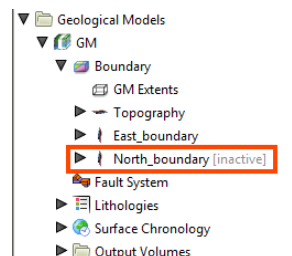 Geological Models
GM
Boundary
GM Extents
Topography
East_boundary
North_boundary [inactive]
Fault System
Lithologies
Surface Chronology
Output Volumes